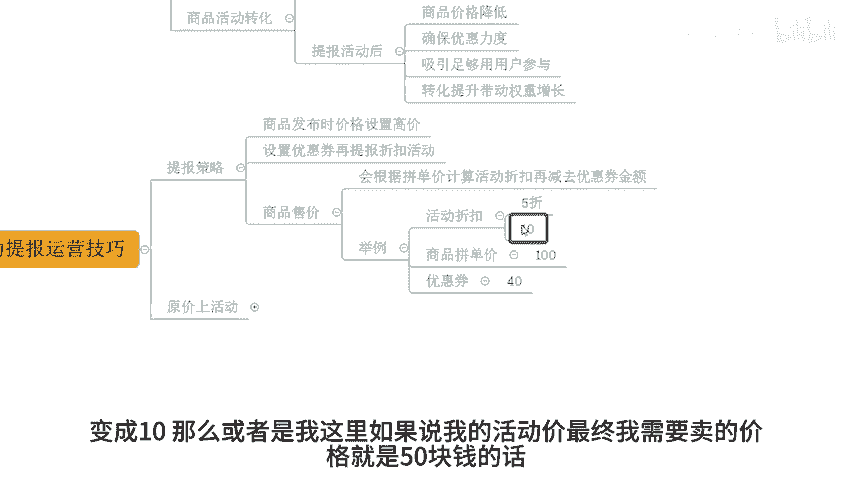 商品价格降低
商品活动转化
确保优惠力度
提报活动后
吸引足够用用户参与
转化提升带动权重增长
商品发布时价格设置高价
设置优惠券再提报折扣活动
提报策略
会根据拼单价计算活动折扣再减去优惠券金额
5折
商品售价
活动折扣
举例
商品拼单价 100
优惠券 40
提报运营技巧
原价上活动
变成10 那么或者是我这里如果说我的活动价最终我需要卖的价
格就是50块钱的话
bilibili